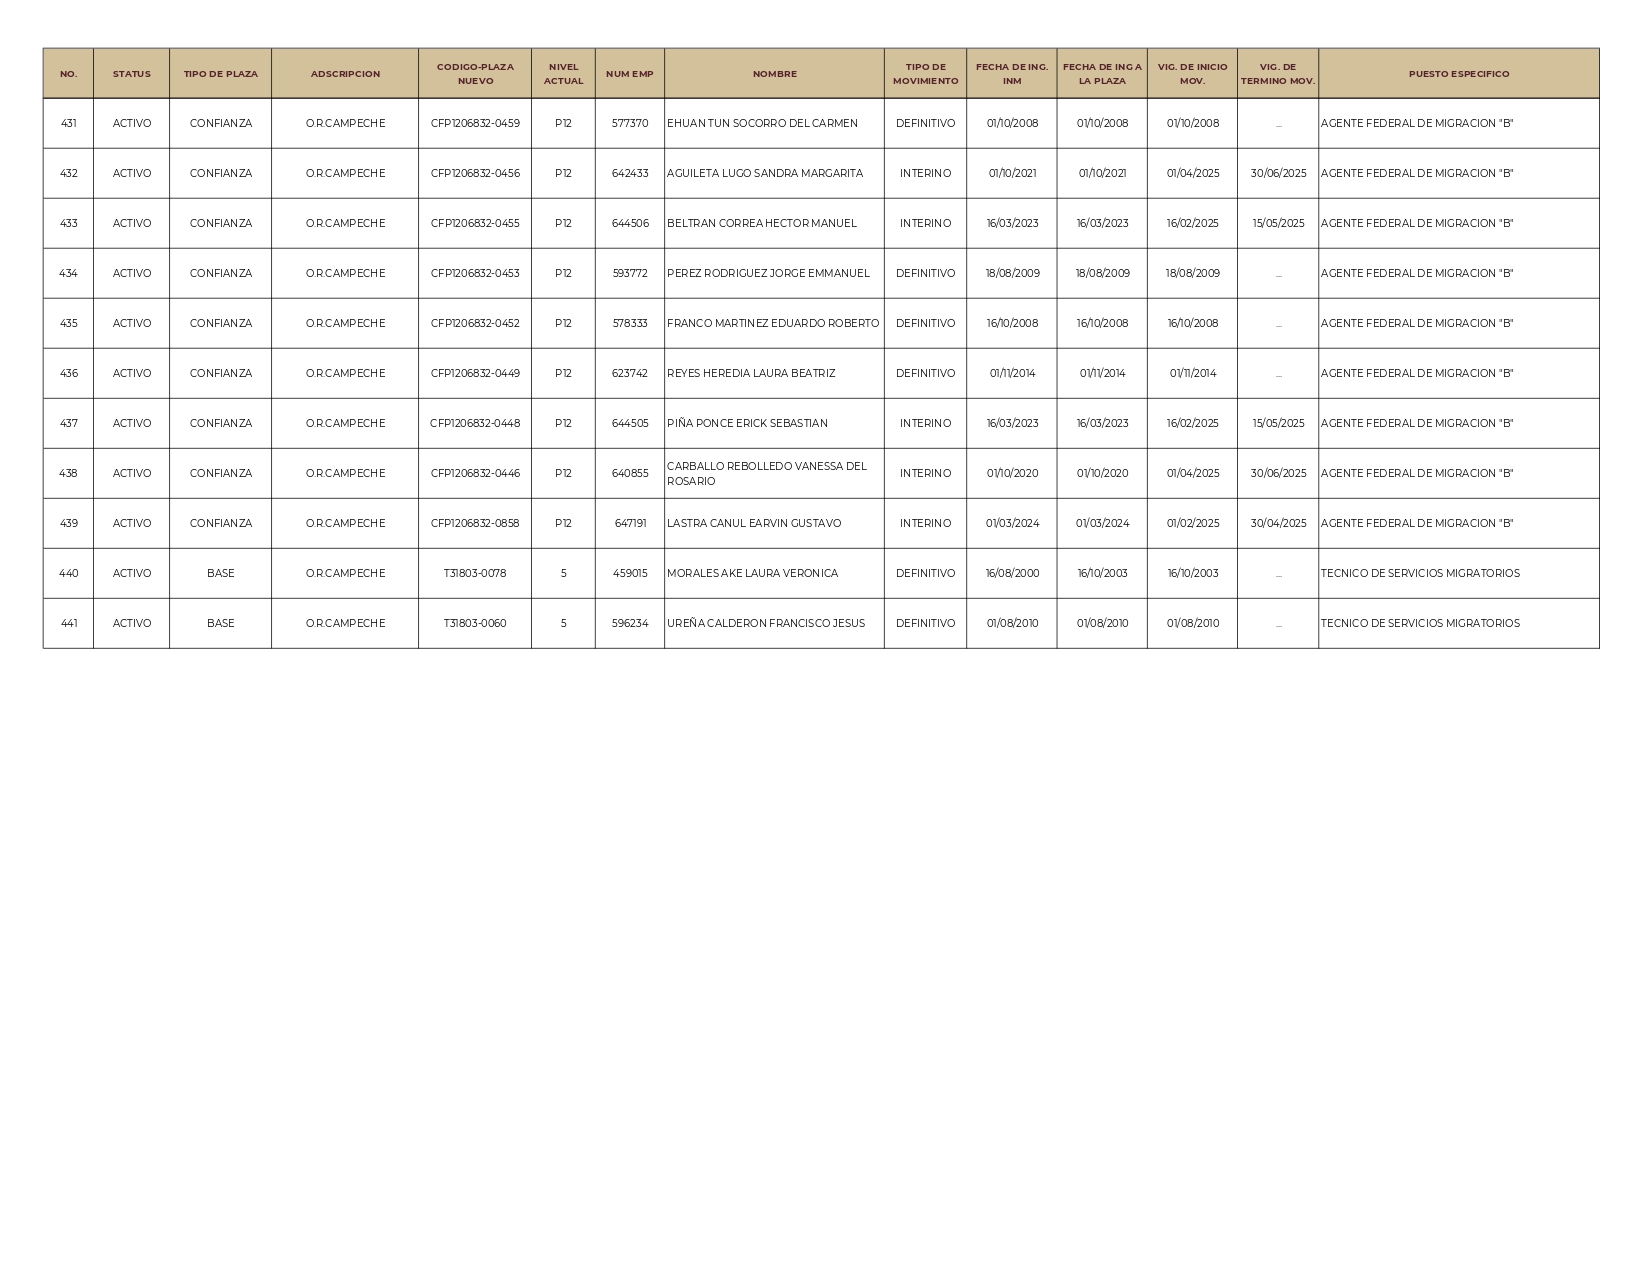 NO. STATUS TIPO DE PLAZA ADSCRIPCION CODIGO-PLAZA NUEVO NIVEL ACTUAL NUM EMP NOMBRE TIPO DE MOVIMIENTO FECHA DE ING. INM FECHA DE ING A LA PLAZA VIG. DE INICIO MOV. VIG. DE TERMINO MOV. PUESTO ESPECIFICO
431 ACTIVO CONFIANZA O.R.CAMPECHE CFP1206832-0459 P12 577370 EHUAN TUN SOCORRO DEL CARMEN DEFINITIVO 01/10/2008 01/10/2008 01/10/2008 ... AGENTE FEDERAL DE MIGRACION "B"
432 ACTIVO CONFIANZA O.R.CAMPECHE CFP1206832-0456 P12 642433 AGUILETA LUGO SANDRA MARGARITA INTERINO 01/10/2021 01/10/2021 01/04/2025 30/06/2025 AGENTE FEDERAL DE MIGRACION "B"
433 ACTIVO CONFIANZA O.R.CAMPECHE CFP1206832-0455 P12 644506 BELTRAN CORREA HECTOR MANUEL INTERINO 16/03/2023 16/03/2023 16/02/2025 15/05/2025 AGENTE FEDERAL DE MIGRACION "B"
434 ACTIVO CONFIANZA O.R.CAMPECHE CFP1206832-0453 P12 593772 PEREZ RODRIGUEZ JORGE EMMANUEL DEFINITIVO 18/08/2009 18/08/2009 18/08/2009 ... AGENTE FEDERAL DE MIGRACION "B"
435 ACTIVO CONFIANZA O.R.CAMPECHE CFP1206832-0452 P12 578333 FRANCO MARTINEZ EDUARDO ROBERTO DEFINITIVO 16/10/2008 16/10/2008 16/10/2008 ... AGENTE FEDERAL DE MIGRACION "B"
436 ACTIVO CONFIANZA O.R.CAMPECHE CFP1206832-0449 P12 623742 REYES HEREDIA LAURA BEATRIZ DEFINITIVO 01/11/2014 01/11/2014 01/11/2014 ... AGENTE FEDERAL DE MIGRACION "B"
437 ACTIVO CONFIANZA O.R.CAMPECHE CFP1206832-0448 P12 644505 PIÑA PONCE ERICK SEBASTIAN INTERINO 16/03/2023 16/03/2023 16/02/2025 15/05/2025 AGENTE FEDERAL DE MIGRACION "B"
438 ACTIVO CONFIANZA O.R.CAMPECHE CFP1206832-0446 P12 640855 CARBALLO REBOLLEDO VANESSA DEL ROSARIO INTERINO 01/10/2020 01/10/2020 01/04/2025 30/06/2025 AGENTE FEDERAL DE MIGRACION "B"
439 ACTIVO CONFIANZA O.R.CAMPECHE CFP1206832-0858 P12 647191 LASTRA CANUL EARVIN GUSTAVO INTERINO 01/03/2024 01/03/2024 01/02/2025 30/04/2025 AGENTE FEDERAL DE MIGRACION "B"
440 ACTIVO BASE O.R.CAMPECHE T31803-0078 5 459015 MORALES AKE LAURA VERONICA DEFINITIVO 16/08/2000 16/10/2003 16/10/2003 ... TECNICO DE SERVICIOS MIGRATORIOS
441 ACTIVO BASE O.R.CAMPECHE T31803-0060 5 596234 UREÑA CALDERON FRANCISCO JESUS DEFINITIVO 01/08/2010 01/08/2010 01/08/2010 ... TECNICO DE SERVICIOS MIGRATORIOS